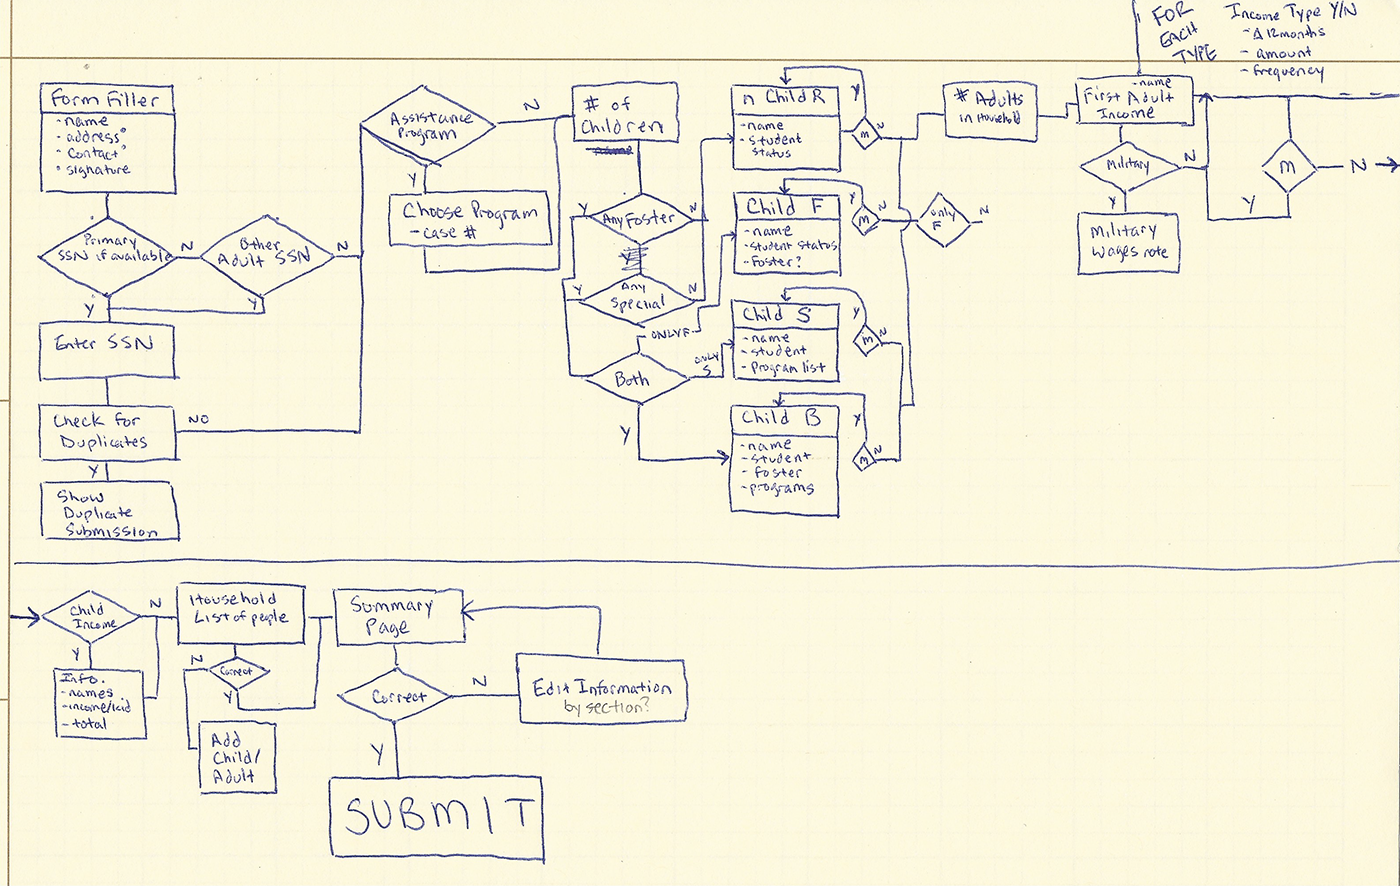 FOR
EACH
TYPE
Income Type Y/N
- Δ 12 months
- amount
- frequency
Form Filler
- name
- address
- contact
signature
Primary
SSN if available
N
Other
Adult SSN
N
Y
Y
Enter SSN
Check for
Duplicates
NO
Y
Show
Duplicate
Submission
Assistance
Program
N
Y
Choose Program
- case #
# of
Children
Y
Any Foster
N
Y
Any
Special
N
ONLY F
Both
ONLY
S
Y
n Child R
- name
- student
status
Y
m
N
Child F
- name
- student status
- Foster?
Y
m
N
only
F
N
Child S
- name
- student
- program list
Y
m
N
Child B
- name
- student
- foster
- programs
Y
m
N
# Adults
in Household
- name
First Adult
Income
Military
N
Y
Military
Wages note
m
N
Y
Child
Income
N
Y
Info.
- names
- income/kid
- total
Household
List of people
N
Correct
Y
Add
Child/
Adult
Summary
Page
Correct
N
Y
Edit Information
by section?
SUBMIT